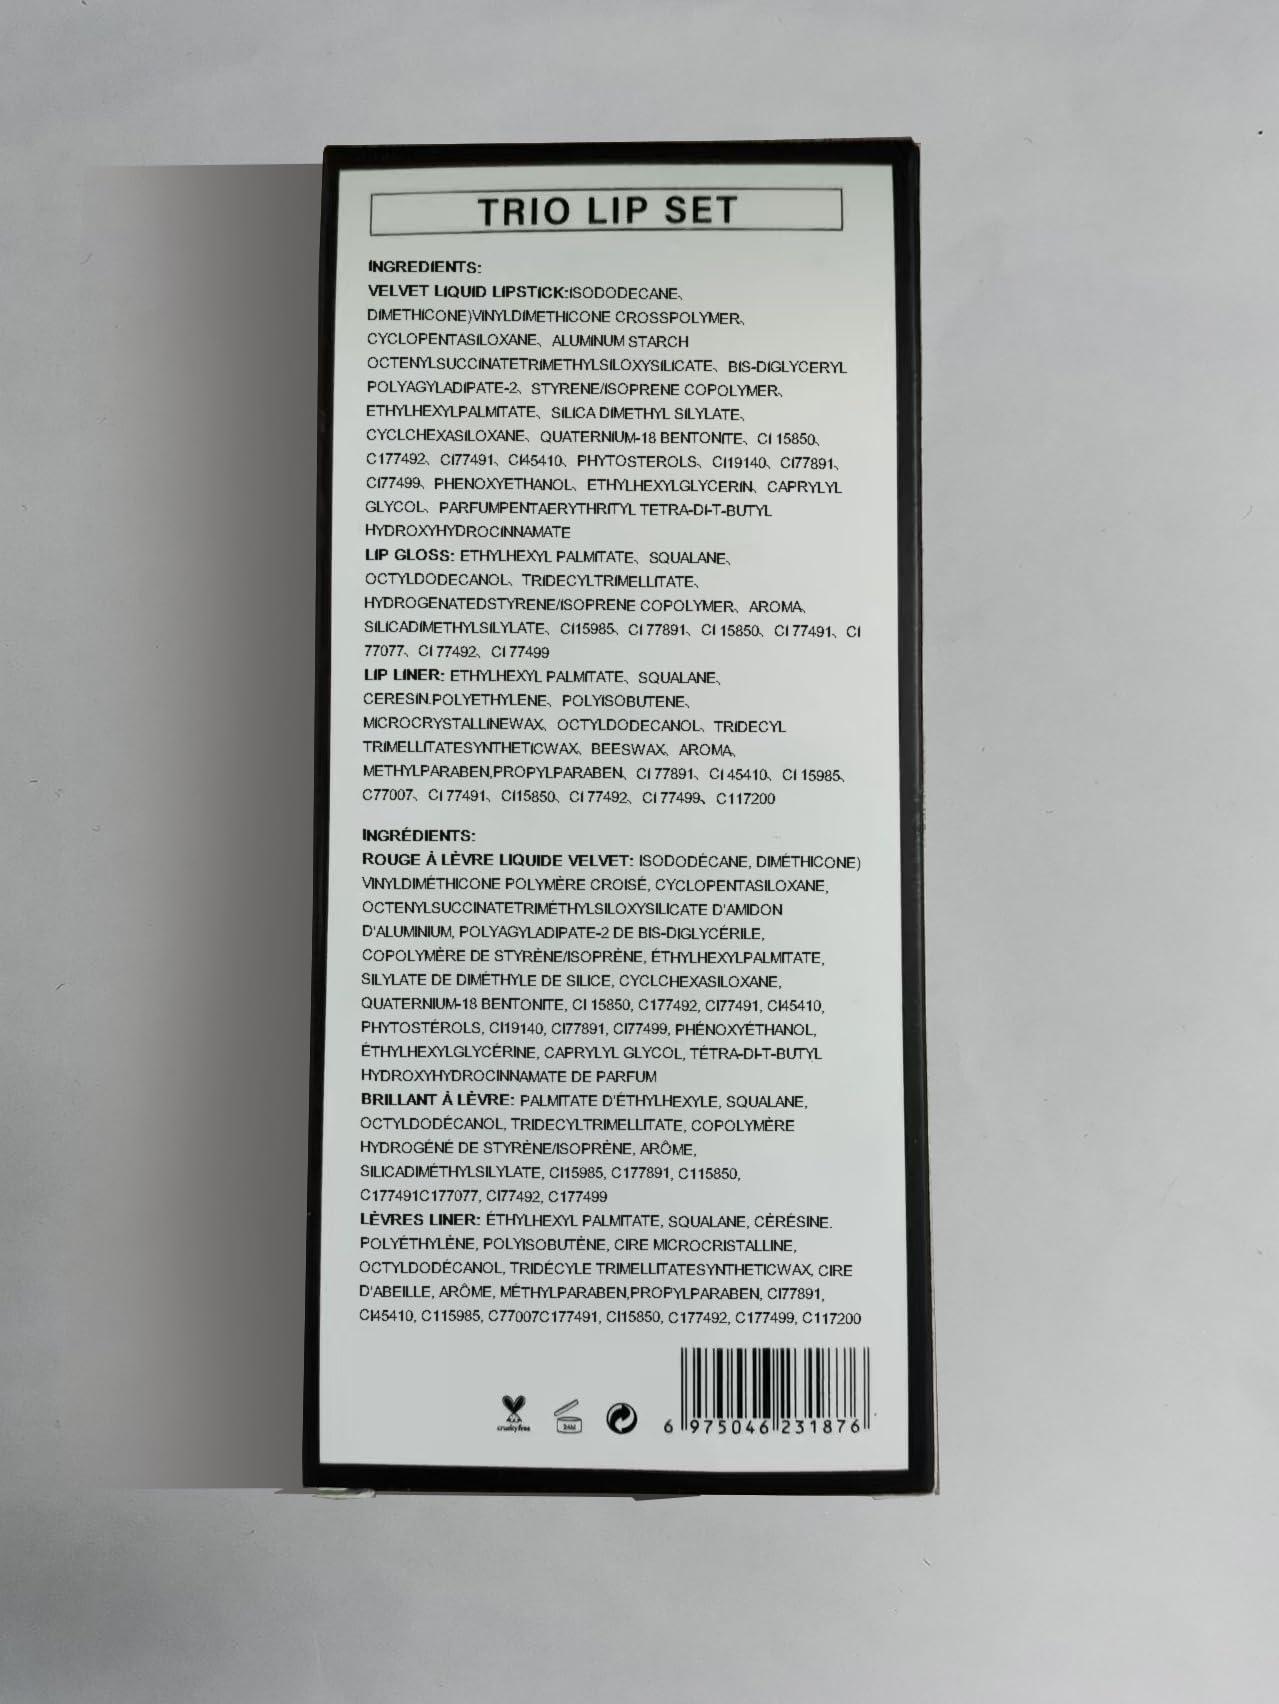 TRIO LIP SET
INGREDIENTS:
VELVET LIQUID LIPSTICK:ISODODECANE、
DIMETHICONE)VINYLDIMETHICONE CROSSPOLYMER、
CYCLOPENTASILOXANE、ALUMINUM STARCH
OCTENYLSUCCINATETRIMETHYLSILOXYSILICATE、BIS-DIGLYCERYL
POLYAGYLADIPATE-2、STYRENE/ISOPRENE COPOLYMER、
ETHYLHEXYLPALMITATE、SILICA DIMETHYL SILYLATE、
CYCLCHEXASILOXANE、QUATERNIUM-18 BENTONITE、CI 15850、
C177492、CI77491、CI45410、PHYTOSTEROLS、CI19140、CI77891、
CI77499、PHENOXYETHANOL、ETHYLHEXYLGLYCERIN、CAPRYLYL
GLYCOL、PARFUMPENTAERYTHRITYL TETRA-DI-T-BUTYL
HYDROXYHYDROCINNAMATE
LIP GLOSS: ETHYLHEXYL PALMITATE、SQUALANE、
OCTYLDODECANOL、TRIDECYLTRIMELLITATE、
HYDROGENATEDSTYRENE/ISOPRENE COPOLYMER、AROMA、
SILICADIMETHYLSILYLATE、CI15985、CI 77891、CI 15850、CI 77491、CI
77077、CI 77492、CI 77499
LIP LINER: ETHYLHEXYL PALMITATE、SQUALANE、
CERESIN.POLYETHYLENE、POLYISOBUTENE、
MICROCRYSTALLINEWAX、OCTYLDODECANOL、TRIDECYL
TRIMELLITATESYNTHETICWAX、BEESWAX、AROMA、
METHYLPARABEN,PROPYLPARABEN、CI 77891、CI 45410、CI 15985、
C77007、CI 77491、CI15850、CI 77492、CI 77499、C117200
INGRÉDIENTS:
ROUGE À LÈVRE LIQUIDE VELVET: ISODODÉCANE, DIMÉTHICONE)
VINYLDIMÉTHICONE POLYMÈRE CROISÉ, CYCLOPENTASILOXANE,
OCTENYLSUCCINATETRIMÉTHYLSILOXYSILICATE D'AMIDON
D'ALUMINIUM, POLYAGYLADIPATE-2 DE BIS-DIGLYCÉRILE,
COPOLYMÈRE DE STYRÈNE/ISOPRÈNE, ÉTHYLHEXYLPALMITATE,
SILYLATE DE DIMÉTHYLE DE SILICE, CYCLCHEXASILOXANE,
QUATERNIUM-18 BENTONITE, CI 15850, C177492, CI77491, CI45410,
PHYTOSTÉROLS, CI19140, CI77891, CI77499, PHÉNOXYÉTHANOL,
ÉTHYLHEXYLGLYCÉRINE, CAPRYLYL GLYCOL, TÉTRA-DI-T-BUTYL
HYDROXYHYDROCINNAMATE DE PARFUM
BRILLANT À LÈVRE: PALMITATE D'ÉTHYLHEXYLE, SQUALANE,
OCTYLDODÉCANOL, TRIDECYLTRIMELLITATE, COPOLYMÈRE
HYDROGÉNÉ DE STYRÈNE/ISOPRÈNE, ARÔME,
SILICADIMÉTHYLSILYLATE, CI15985, C177891, C115850,
C177491C177077, CI77492, C177499
LÈVRES LINER: ÉTHYLHEXYL PALMITATE, SQUALANE, CÉRÉSINE.
POLYÉTHYLÈNE, POLYISOBUTÈNE, CIRE MICROCRISTALLINE,
OCTYLDODÉCANOL, TRIDÉCYLE TRIMELLITATESYNTHETICWAX, CIRE
D'ABEILLE, ARÔME, MÉTHYLPARABEN,PROPYLPARABEN, CI77891,
CI45410, C115985, C77007C177491, CI15850, C177492, C177499, C117200
cruelty free
24M
6 975046 231876